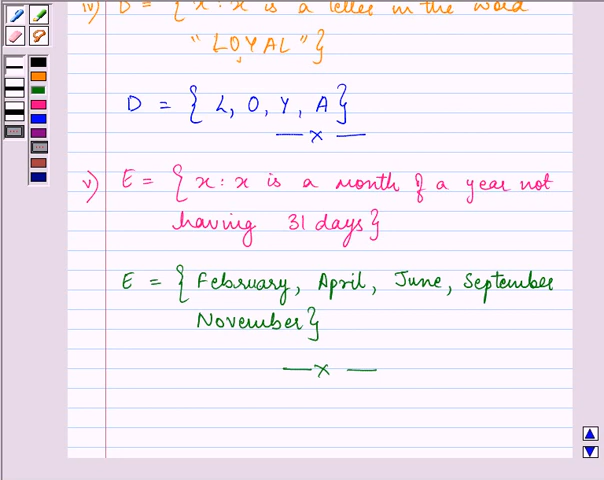 iv) D = {x : x is a letter in the word
"LOYAL"}
D = {L, O, Y, A}
— x —
v) E = {x : x is a month of a year not
having 31 days}
E = {February, April, June, September
November}
— x —